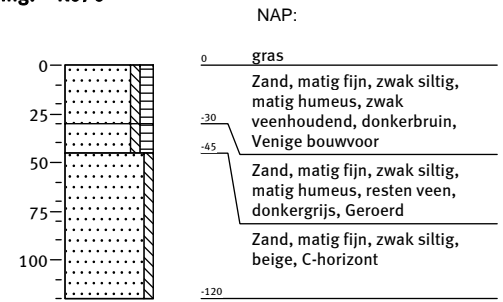 NAP:
0
25
50
75
100
0
gras
Zand, matig fijn, zwak siltig,
matig humeus, zwak
veenhoudend, donkerbruin,
Venige bouwvoor
-30
-45
Zand, matig fijn, zwak siltig,
matig humeus, resten veen,
donkergrijs, Geroerd
Zand, matig fijn, zwak siltig,
beige, C-horizont
-120